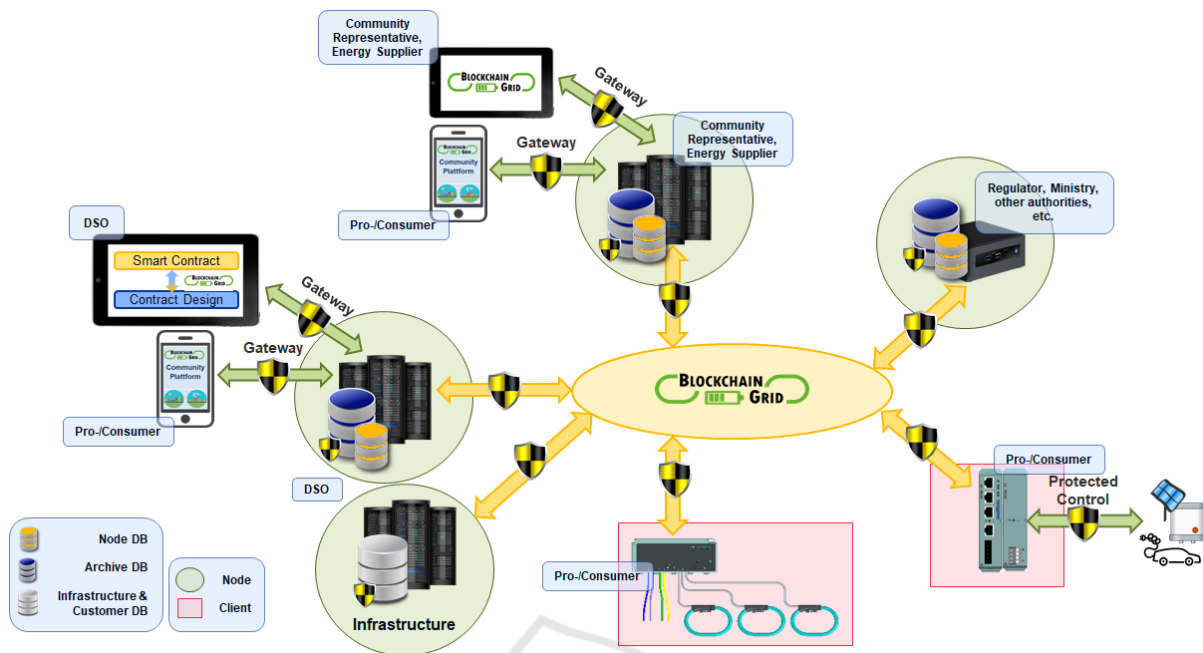 Community
Representative,
Energy Supplier
BLOCKCHAIN
GRID
Gateway
Gateway
BLOCKCHAIN
GRID
Community
Plattform
Pro-/Consumer
Community
Representative,
Energy Supplier
Regulator, Ministry,
other authorities,
etc.
DSO
Smart Contract
BLOCKCHAIN
GRID
Contract Design
Gateway
Gateway
BLOCKCHAIN
GRID
Community
Plattform
Pro-/Consumer
BLOCKCHAIN
GRID
DSO
Infrastructure
Pro-/Consumer
Pro-/Consumer
Protected
Control
Node DB
Archive DB
Infrastructure &
Customer DB
Node
Client